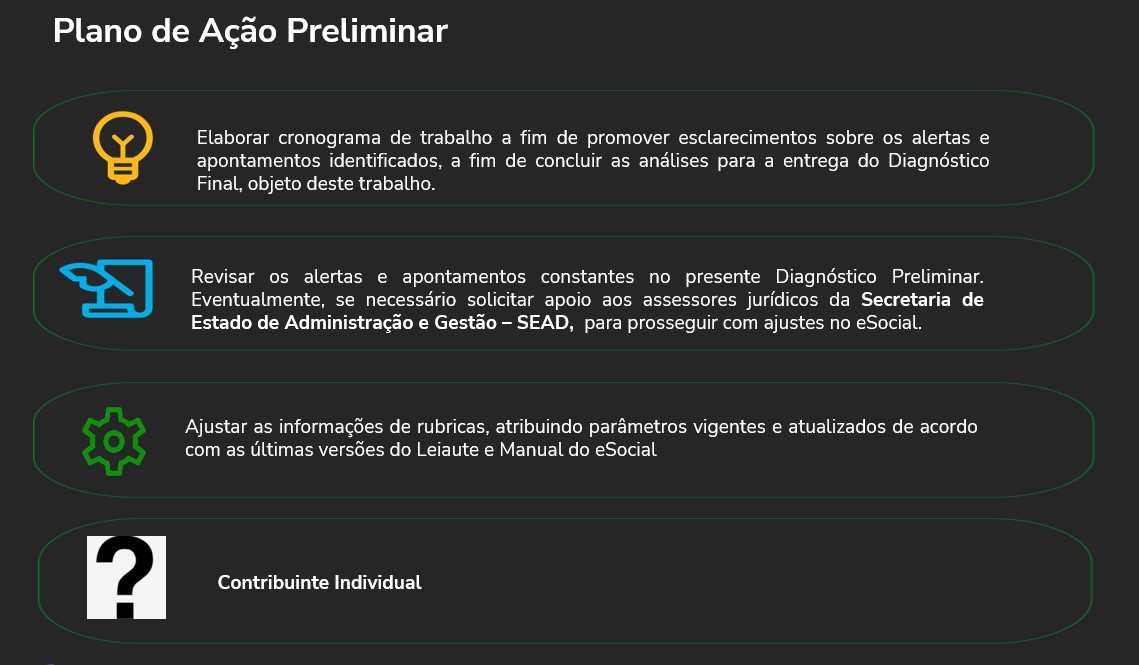 Plano de Ação Preliminar
Elaborar cronograma de trabalho a fim de promover esclarecimentos sobre os alertas e
apontamentos identificados, a fim de concluir as análises para a entrega do Diagnóstico
Final, objeto deste trabalho.
Revisar os alertas e apontamentos constantes no presente Diagnóstico Preliminar.
Eventualmente, se necessário solicitar apoio aos assessores jurídicos da Secretaria de
Estado de Administração e Gestão – SEAD, para prosseguir com ajustes no eSocial.
Ajustar as informações de rubricas, atribuindo parâmetros vigentes e atualizados de acordo
com as últimas versões do Leiaute e Manual do eSocial
?
Contribuinte Individual